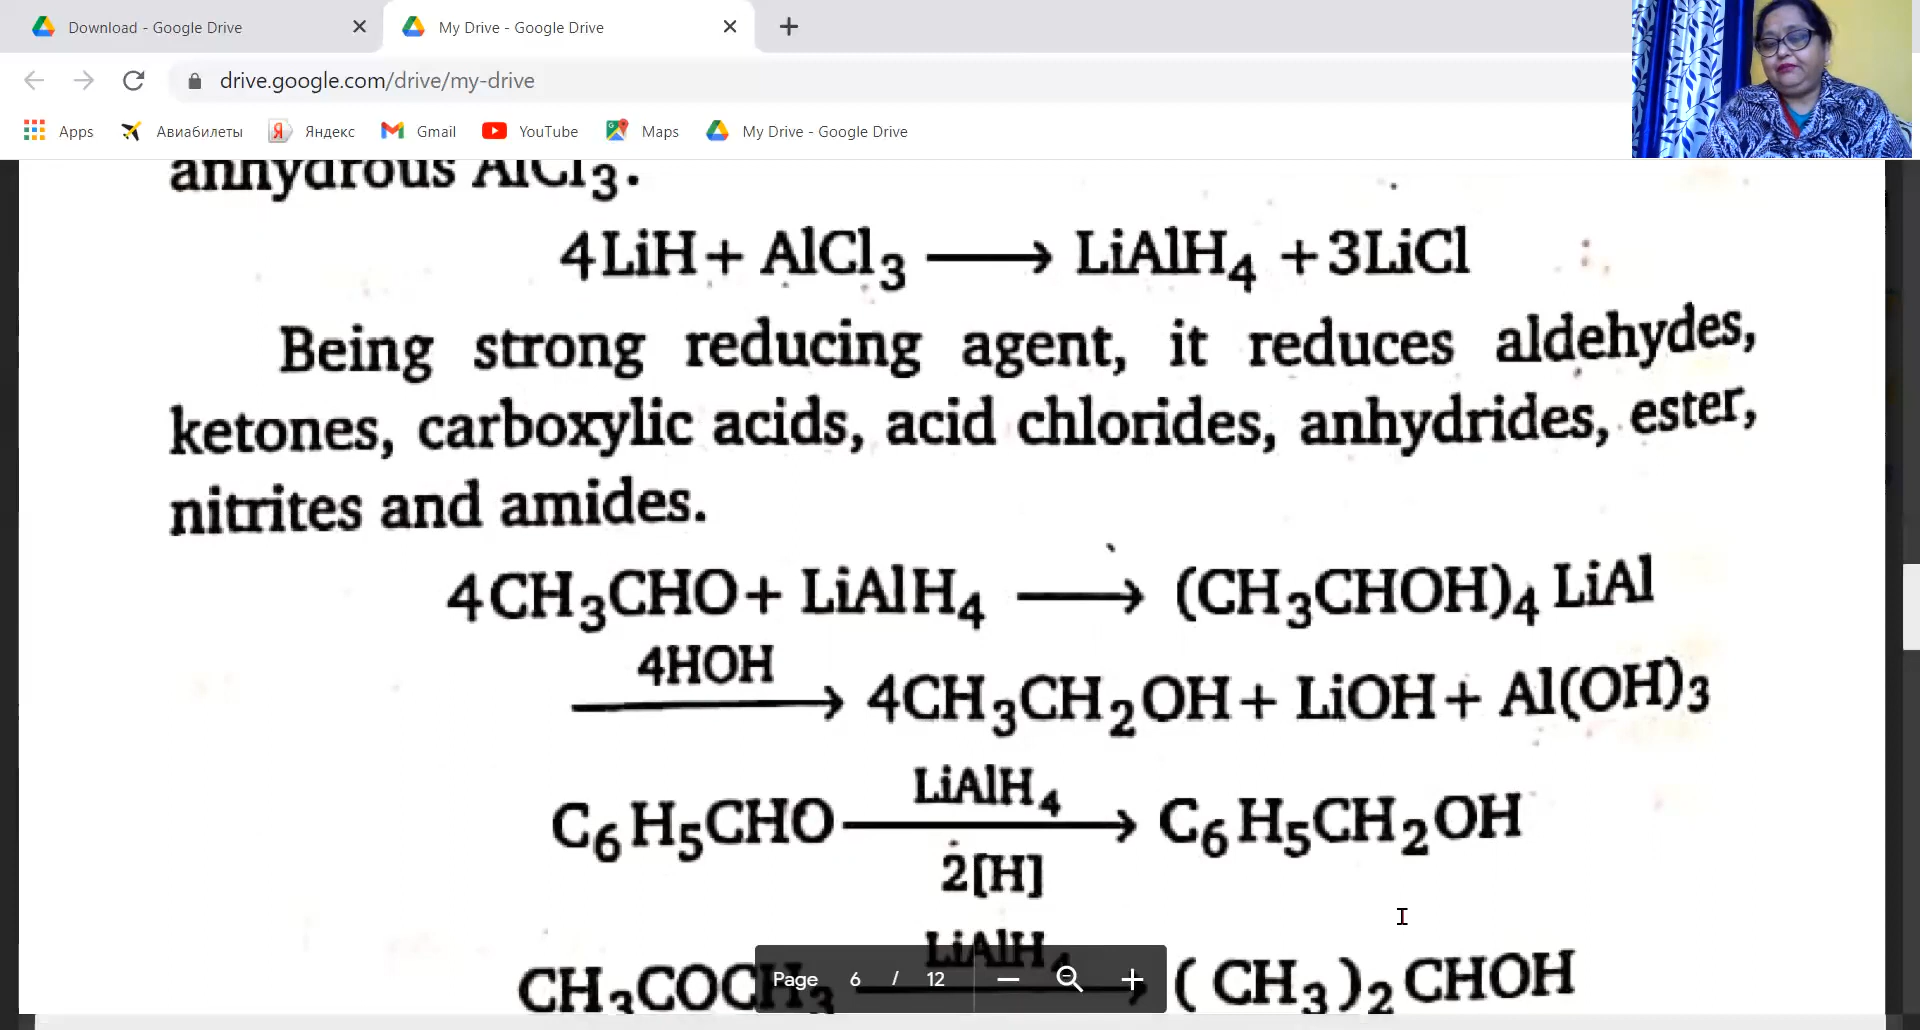 Download - Google Drive
My Drive - Google Drive
drive.google.com/drive/my-drive
Apps
Авиабилеты
Яндекс
Gmail
YouTube
Maps
My Drive - Google Drive
anhydrous AlCl₃.
4LiH + AlCl₃ ⟶ LiAlH₄ + 3LiCl
Being strong reducing agent, it reduces aldehydes,
ketones, carboxylic acids, acid chlorides, anhydrides, ester,
nitrites and amides.
4CH₃CHO + LiAlH₄ ⟶ (CH₃CHOH)₄ LiAl
4HOH
⟶ 4CH₃CH₂OH + LiOH + Al(OH)₃
LiAlH₄
C₆H₅CHO ⟶ C₆H₅CH₂OH
2[H]
LiAlH₄
CH₃COCH₃ ⟶ (CH₃)₂CHOH
Page 6 / 12